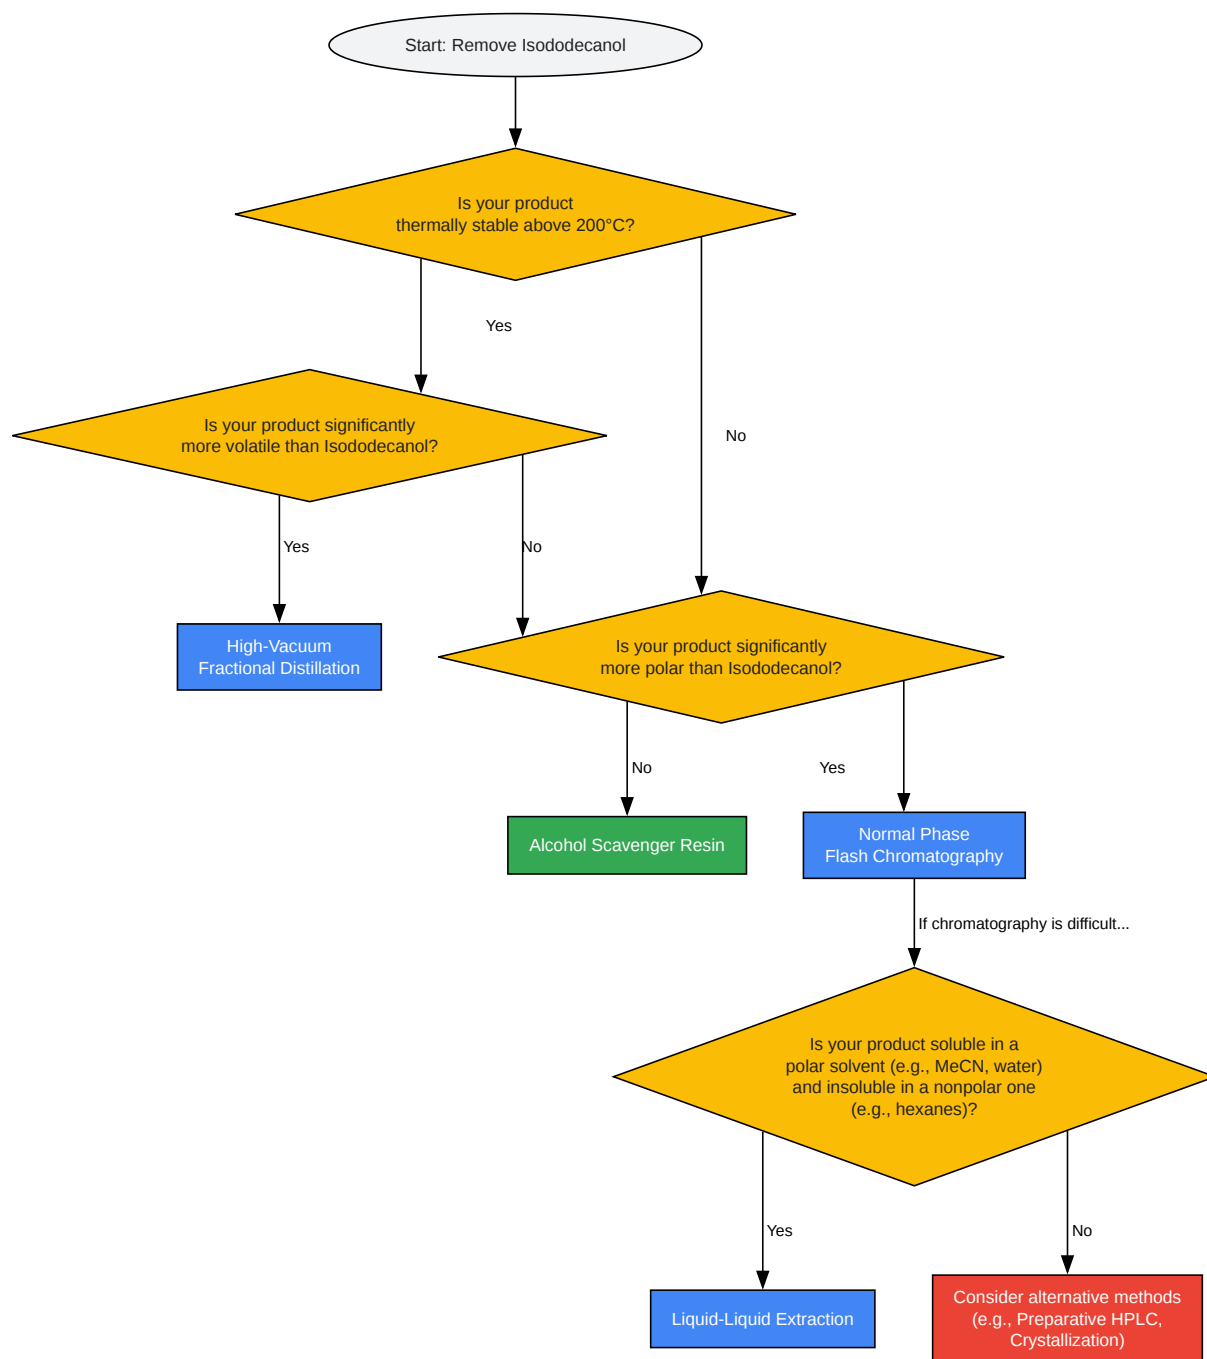 Start: Remove Isododecanol
Is your product
thermally stable above 200°C?
Yes
Is your product significantly
more volatile than Isododecanol?
No
Yes
No
High-Vacuum
Fractional Distillation
Is your product significantly
more polar than Isododecanol?
No
Yes
Alcohol Scavenger Resin
Normal Phase
Flash Chromatography
If chromatography is difficult...
Is your product soluble in a
polar solvent (e.g., MeCN, water)
and insoluble in a nonpolar one
(e.g., hexanes)?
Yes
No
Liquid-Liquid Extraction
Consider alternative methods
(e.g., Preparative HPLC,
Crystallization)